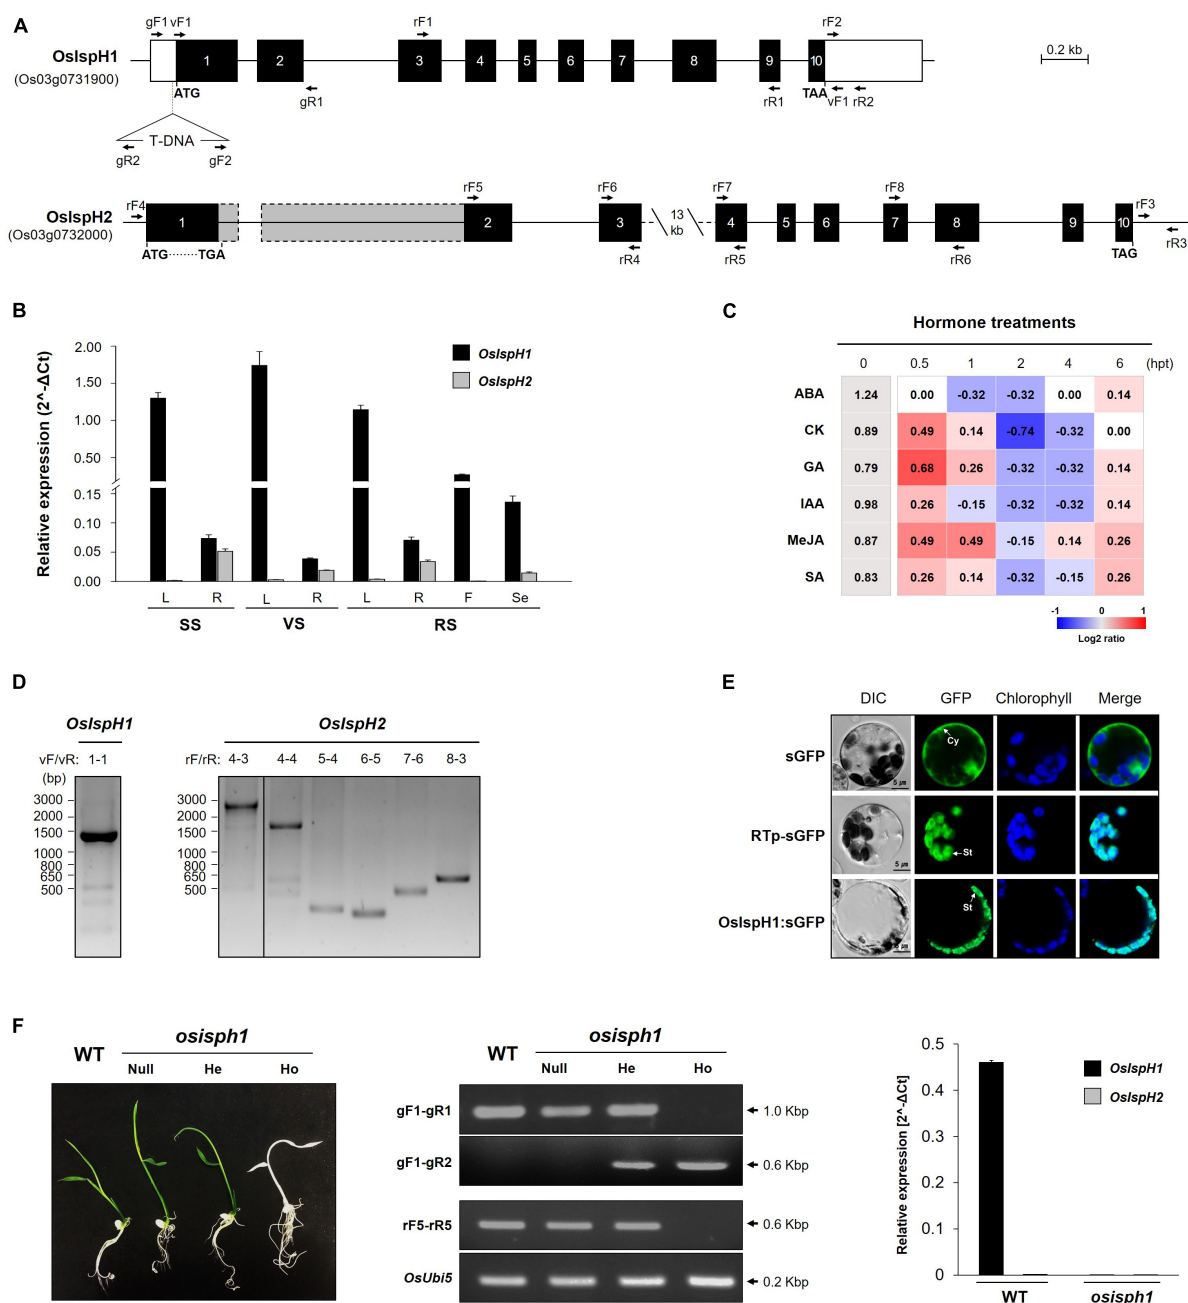 A
gF1 vF1 rF1 rF2
OsIspH1
(Os03g0731900)
1 2 3 4 5 6 7 8 9 10
0.2 kb
ATG gR1 rR1 TAA vF1 rR2
T-DNA
gR2 gF2
rF4 rF5 rF6 rF7 rF8 rF3
OsIspH2
(Os03g0732000)
1 2 3 13 kb 4 5 6 7 8 9 10
ATG········TGA rR4 rR5 rR6 TAG rR3
B
Relative expression (2^-ΔCt)
2.00
1.50
1.00
0.50
0.15
0.10
0.05
0.00
OsIspH1
OsIspH2
L R L R L R F Se
SS VS RS
C
Hormone treatments
0 0.5 1 2 4 6 (hpt)
ABA 1.24 0.00 -0.32 -0.32 0.00 0.14
CK 0.89 0.49 0.14 -0.74 -0.32 0.00
GA 0.79 0.68 0.26 -0.32 -0.32 0.14
IAA 0.98 0.26 -0.15 -0.32 -0.32 0.14
MeJA 0.87 0.49 0.49 -0.15 0.14 0.26
SA 0.83 0.26 0.14 -0.32 -0.15 0.26
-1 0 1
Log2 ratio
D
OsIspH1 OsIspH2
vF/vR: 1-1 rF/rR: 4-3 4-4 5-4 6-5 7-6 8-3
(bp)
3000 3000
2000 2000
1500 1500
1000 1000
800 800
650 650
500 500
E
DIC GFP Chlorophyll Merge
sGFP
Cy
5 μm
RTp-sGFP
St
5 μm
OsIspH1:sGFP
St
5 μm
F
WT osisph1
Null He Ho
WT osisph1
Null He Ho
gF1-gR1 1.0 Kbp
gF1-gR2 0.6 Kbp
rF5-rR5 0.6 Kbp
OsUbi5 0.2 Kbp
Relative expression [2^-ΔCt]
0.5
0.4
0.3
0.2
0.1
0
OsIspH1
OsIspH2
WT osisph1